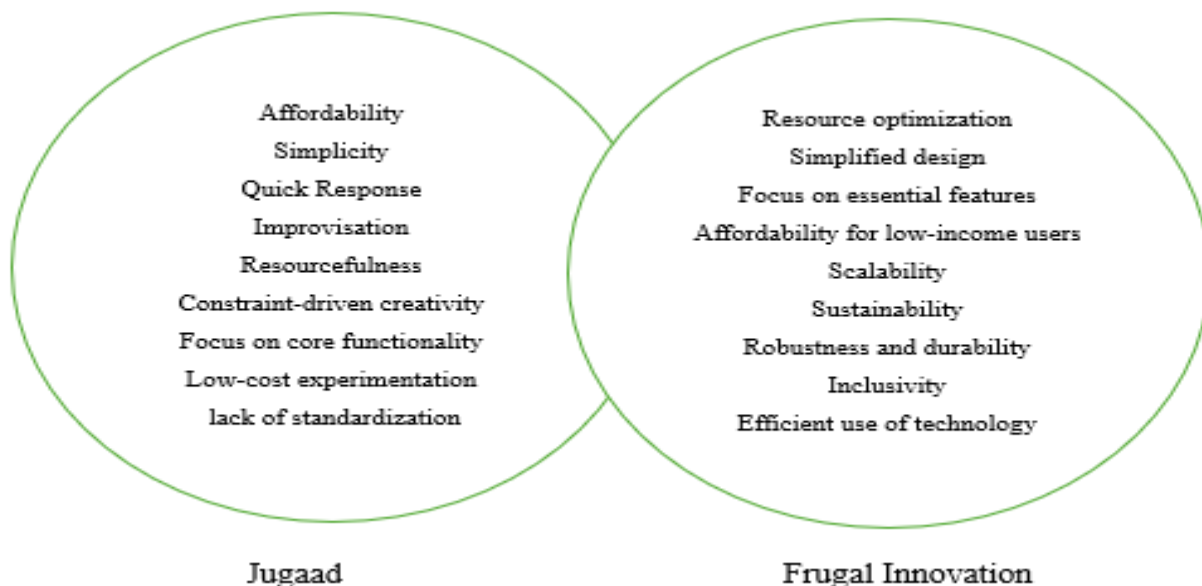 Affordability
Simplicity
Quick Response
Improvisation
Resourcefulness
Constraint-driven creativity
Focus on core functionality
Low-cost experimentation
lack of standardization
Jugaad
Resource optimization
Simplified design
Focus on essential features
Affordability for low-income users
Scalability
Sustainability
Robustness and durability
Inclusivity
Efficient use of technology
Frugal Innovation